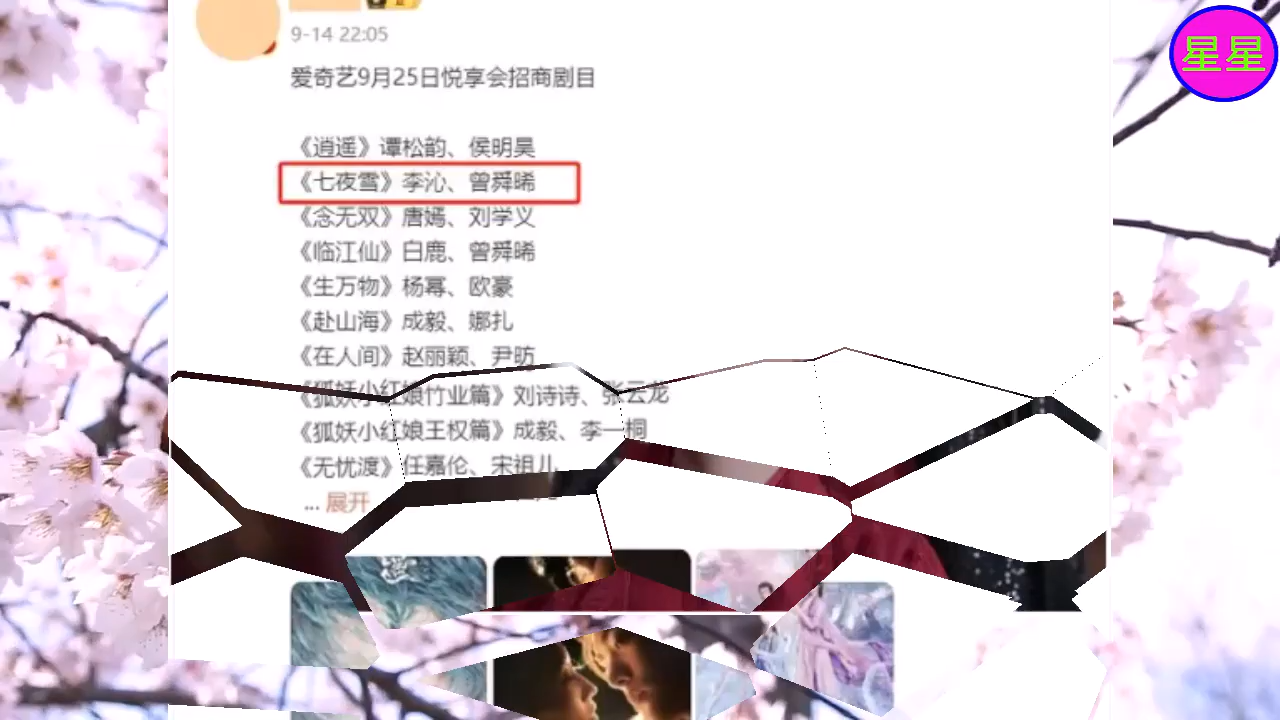 星星
9-14 22:05
爱奇艺9月25日悦享会招商剧目
《逍遥》谭松韵、侯明昊
《七夜雪》李沁、曾舜晞
《念无双》唐嫣、刘学义
《临江仙》白鹿、曾舜晞
《生万物》杨幂、欧豪
《赴山海》成毅、娜扎
《在人间》赵丽颖、尹昉
《狐妖小红娘竹业篇》刘诗诗、张云龙
《狐妖小红娘王权篇》成毅、李一桐
《无忧渡》任嘉伦、宋祖儿
... 展开